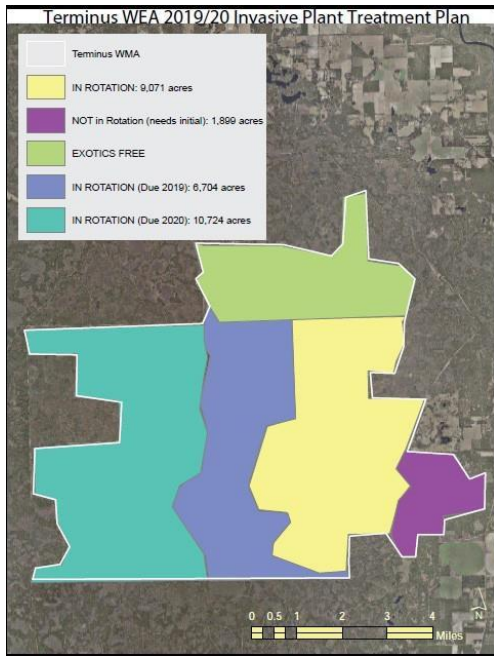 Terminus WEA 2019/20 Invasive Plant Treatment Plan
Terminus WMA
IN ROTATION: 9,071 acres
NOT in Rotation (needs initial): 1,899 acres
EXOTICS FREE
IN ROTATION (Due 2019): 6,704 acres
IN ROTATION (Due 2020): 10,724 acres
N
0 0.5 1 2 3 4
Miles